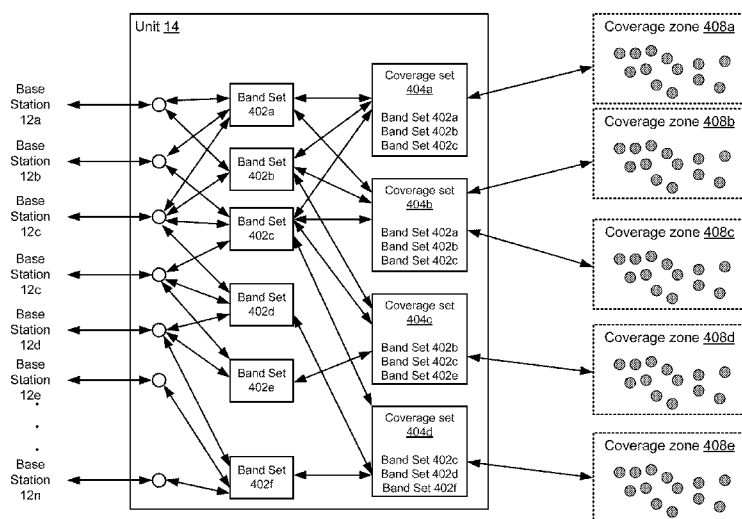 Unit 14
Base
Station
12a
Base
Station
12b
Base
Station
12c
Base
Station
12c
Base
Station
12d
Base
Station
12e
Base
Station
12n
Band Set
402a
Band Set
402b
Band Set
402c
Band Set
402d
Band Set
402e
Band Set
402f
Coverage set
404a
Band Set 402a
Band Set 402b
Band Set 402c
Coverage set
404b
Band Set 402a
Band Set 402b
Band Set 402c
Coverage set
404c
Band Set 402b
Band Set 402c
Band Set 402e
Coverage set
404d
Band Set 402c
Band Set 402d
Band Set 402f
Coverage zone 408a
Coverage zone 408b
Coverage zone 408c
Coverage zone 408d
Coverage zone 408e